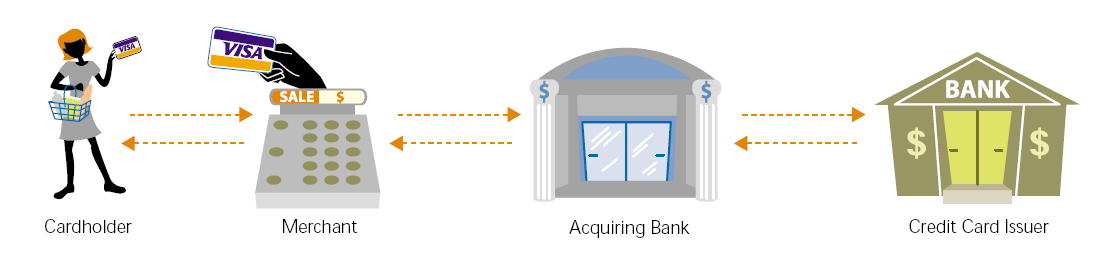 VISA
VISA
SALE $
$ $
BANK
$ $
Cardholder
Merchant
Acquiring Bank
Credit Card Issuer